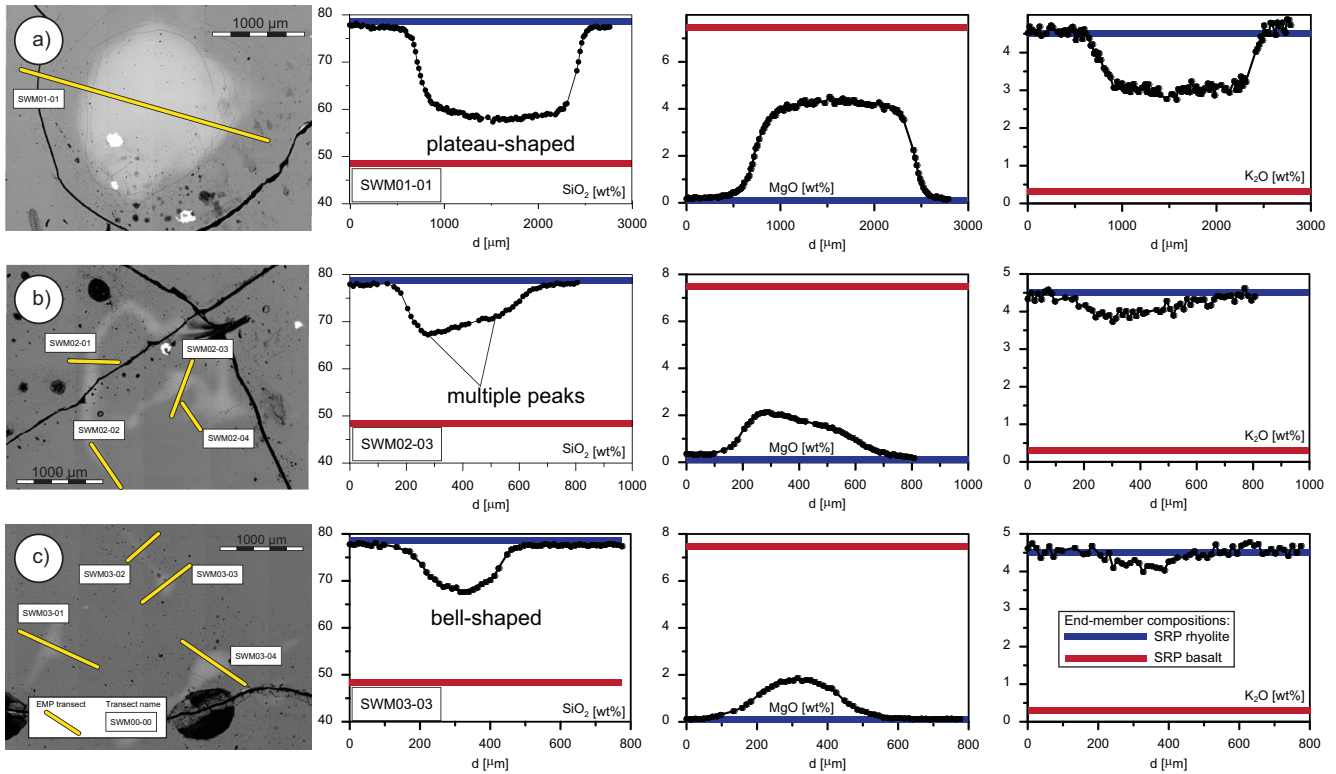 a)
1000 µm
SWM01-01
80
70
60
50
40
plateau-shaped
SWM01-01
SiO2 [wt%]
0
500
1000
1500
2000
2500
3000
d [µm]
8
6
4
2
0
MgO [wt%]
0
500
1000
1500
2000
2500
3000
d [µm]
4
3
2
1
0
K2O [wt%]
0
1000
2000
3000
d [µm]
b)
SWM02-01
SWM02-03
SWM02-02
SWM02-04
1000 µm
80
70
60
50
40
multiple peaks
SWM02-03
SiO2 [wt%]
0
200
400
600
800
1000
d [µm]
8
6
4
2
0
MgO [wt%]
0
200
400
600
800
1000
d [µm]
5
4
3
2
1
0
K2O [wt%]
0
200
400
600
800
1000
d [µm]
c)
1000 µm
SWM03-02
SWM03-03
SWM03-01
SWM03-04
EMP transect
Transect name
SWM00-00
80
70
60
50
40
bell-shaped
SWM03-03
SiO2 [wt%]
0
200
400
600
800
d [µm]
8
6
4
2
0
MgO [wt%]
0
200
400
600
800
d [µm]
5
4
3
2
1
0
End-member compositions:
SRP rhyolite
SRP basalt
K2O [wt%]
0
200
400
600
800
d [µm]